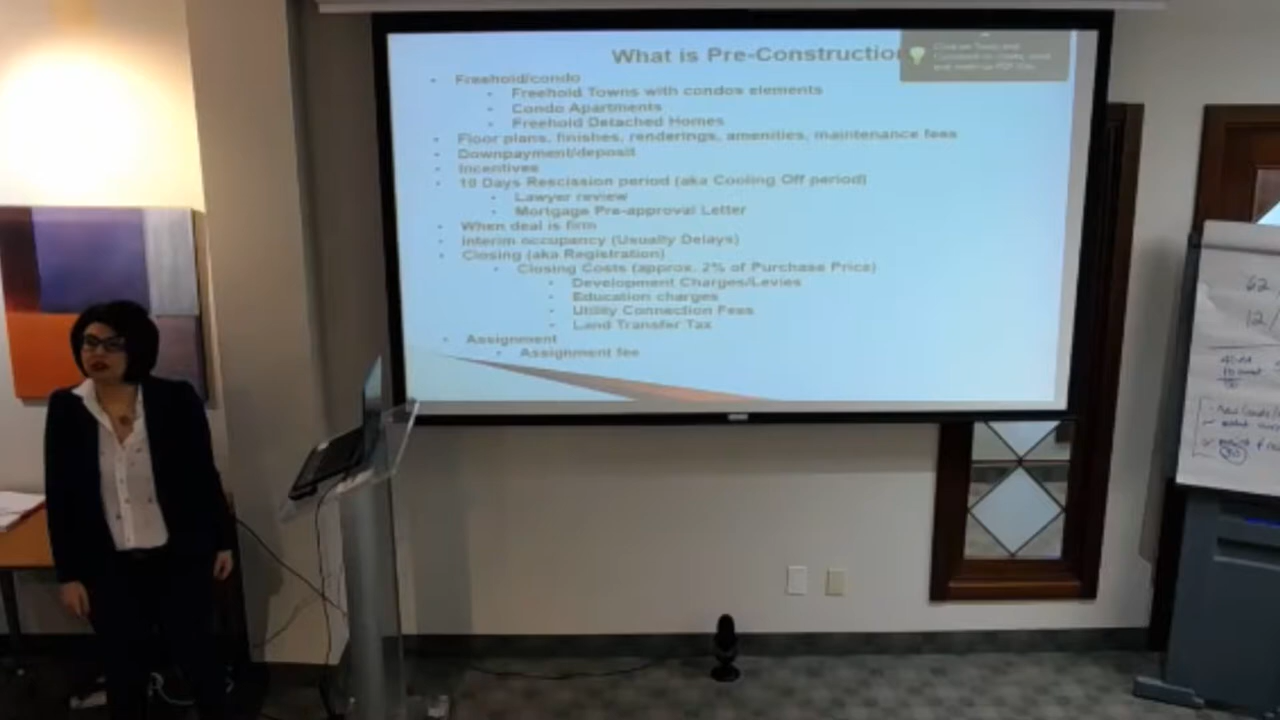 What is Pre-Construction
Freehold/condo
Freehold Towns with condos elements
Condo Apartments
Freehold Detached Homes
Floor plans, finishes, renderings, amenities, maintenance fees
Downpayment/deposit
Incentives
10 Days Rescission period (aka Cooling Off period)
Lawyer review
Mortgage Pre-approval Letter
When deal is firm
Interim occupancy (Usually Delays)
Closing (aka Registration)
Closing Costs (approx. 2% of Purchase Price)
Development Charges/Levies
Education charges
Utility Connection Fees
Land Transfer Tax
Assignment
Assignment fee
62
12/